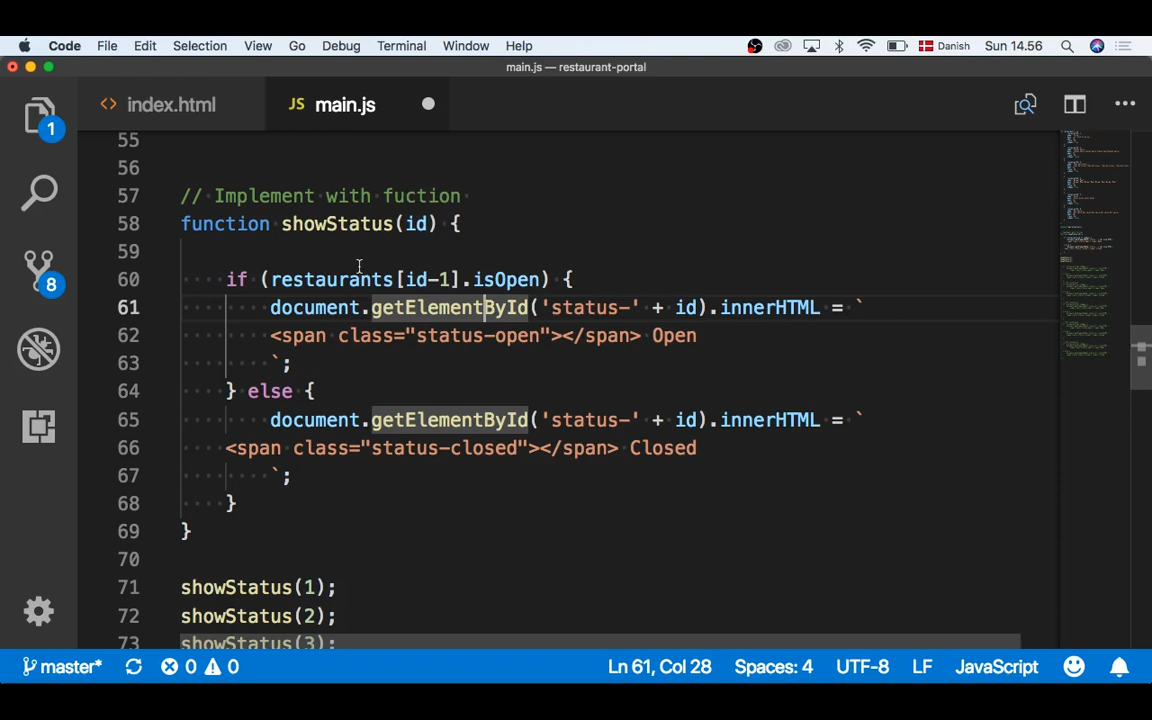 Code File Edit Selection View Go Debug Terminal Window Help Danish Sun 14.56
main.js — restaurant-portal
index.html JS main.js
1
8
55
56
57 // Implement with fuction
58 function showStatus(id) {
59
60 if (restaurants[id-1].isOpen) {
61 document.getElementById('status-' + id).innerHTML = `
62 <span class="status-open"></span> Open
63 `;
64 } else {
65 document.getElementById('status-' + id).innerHTML = `
66 <span class="status-closed"></span> Closed
67 `;
68 }
69 }
70
71 showStatus(1);
72 showStatus(2);
73 showStatus(3);
master* 0 0 Ln 61, Col 28 Spaces: 4 UTF-8 LF JavaScript